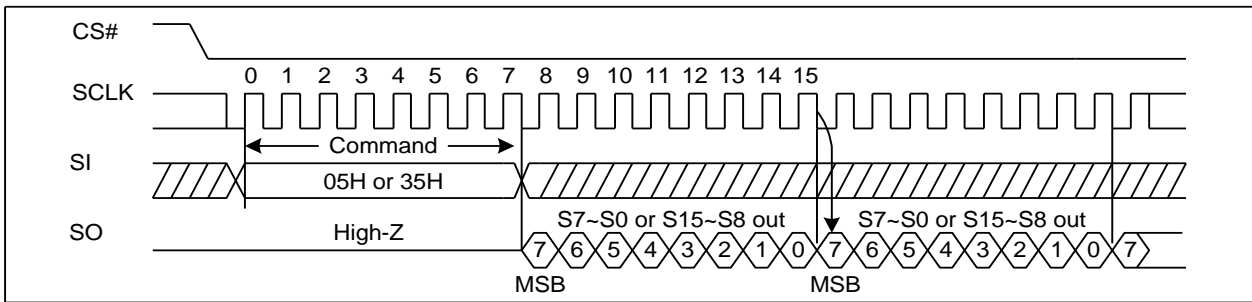 CS#
0 1 2 3 4 5 6 7 8 9 10 11 12 13 14 15
SCLK
Command
SI
05H or 35H
S7~S0 or S15~S8 out S7~S0 or S15~S8 out
SO High-Z
7 6 5 4 3 2 1 0 7 6 5 4 3 2 1 0 7
MSB MSB